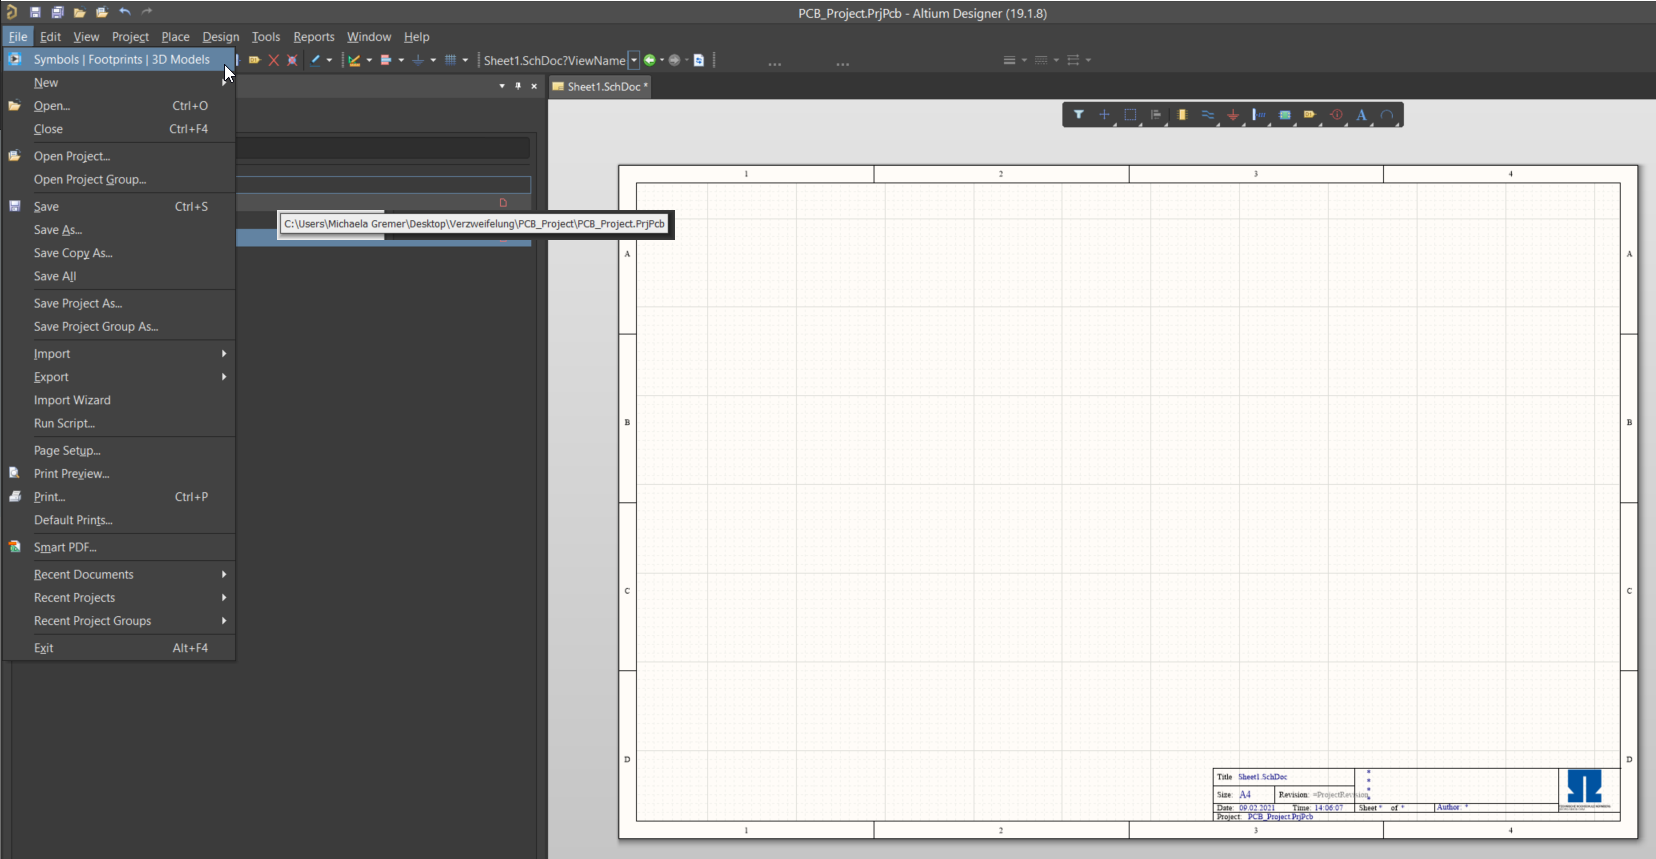 PCB_Project.PrjPcb - Altium Designer (19.1.8)
File Edit View Project Place Design Tools Reports Window Help
Symbols | Footprints | 3D Models
Sheet1.SchDoc?ViewName
New
Sheet1.SchDoc *
Open... Ctrl+O
Close Ctrl+F4
Open Project...
Open Project Group...
Save Ctrl+S
Save As...
C:\Users\Michaela Gremer\Desktop\Verzweifelung\PCB_Project\PCB_Project.PrjPcb
Save Copy As...
Save All
Save Project As...
Save Project Group As...
Import
Export
Import Wizard
Run Script...
Page Setup...
Print Preview...
Print... Ctrl+P
Default Prints...
Smart PDF...
Recent Documents
Recent Projects
Recent Project Groups
Exit Alt+F4
1 2 3 4
A A
B B
C C
D D
Title Sheet1.SchDoc
Size: A4 Revision: =ProjectRevision
Date: 09.02.2021 Time: 14:06:07 Sheet * of * Author: *
Project: PCB_Project.PrjPcb
1 2 3 4